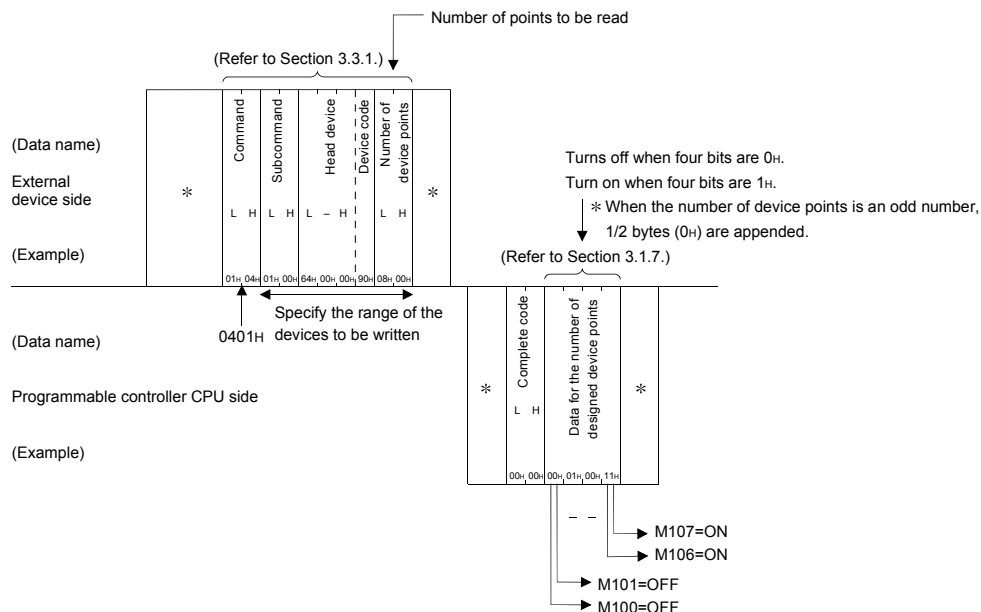 Number of points to be read
(Refer to Section 3.3.1.)
(Data name)
External
device side
(Example)
*
Command
Subcommand
Head device
Device code
Number of
device points
*
L H L H L – H L H
01H 04H 01H 00H 64H 00H 00H 90H 08H 00H
0401H
Specify the range of the
devices to be written
Turns off when four bits are 0H.
Turn on when four bits are 1H.
* When the number of device points is an odd number,
1/2 bytes (0H) are appended.
(Refer to Section 3.1.7.)
(Data name)
Programmable controller CPU side
(Example)
*
Complete code
Data for the number of
designed device points
*
L H
00H 00H 00H 01H 00H 11H
– –
M107=ON
M106=ON
M101=OFF
M100=OFF